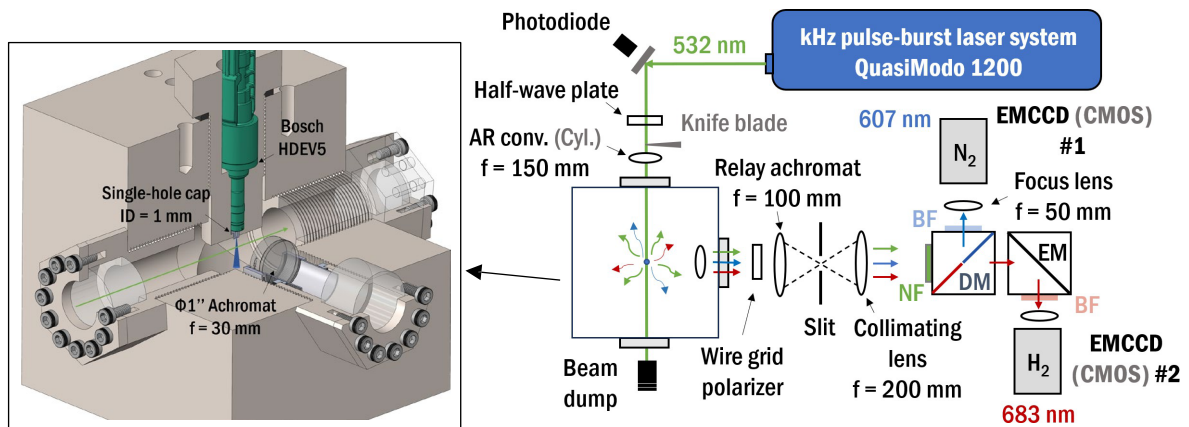 Bosch
HDEV5
Single-hole cap
ID = 1 mm
Φ1’’ Achromat
f = 30 mm
Photodiode
532 nm
kHz pulse-burst laser system
QuasiModo 1200
Half-wave plate
Knife blade
AR conv. (Cyl.)
f = 150 mm
Relay achromat
f = 100 mm
607 nm
EMCCD (CMOS)
#1
N2
Focus lens
f = 50 mm
BF
EM
NF
DM
BF
Slit
Collimating
lens
f = 200 mm
Wire grid
polarizer
Beam
dump
H2
EMCCD
(CMOS) #2
683 nm